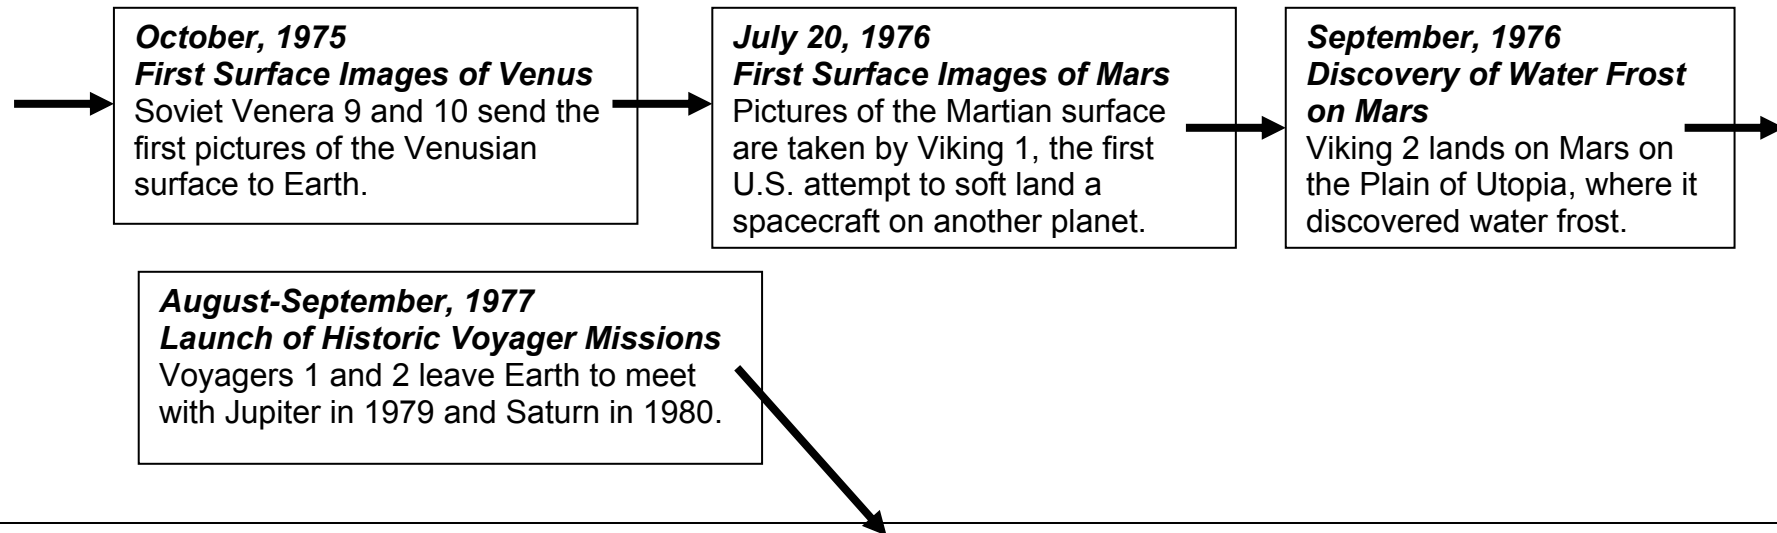 October, 1975
First Surface Images of Venus
Soviet Venera 9 and 10 send the
first pictures of the Venusian
surface to Earth.
July 20, 1976
First Surface Images of Mars
Pictures of the Martian surface
are taken by Viking 1, the first
U.S. attempt to soft land a
spacecraft on another planet.
September, 1976
Discovery of Water Frost
on Mars
Viking 2 lands on Mars on
the Plain of Utopia, where it
discovered water frost.
August-September, 1977
Launch of Historic Voyager Missions
Voyagers 1 and 2 leave Earth to meet
with Jupiter in 1979 and Saturn in 1980.